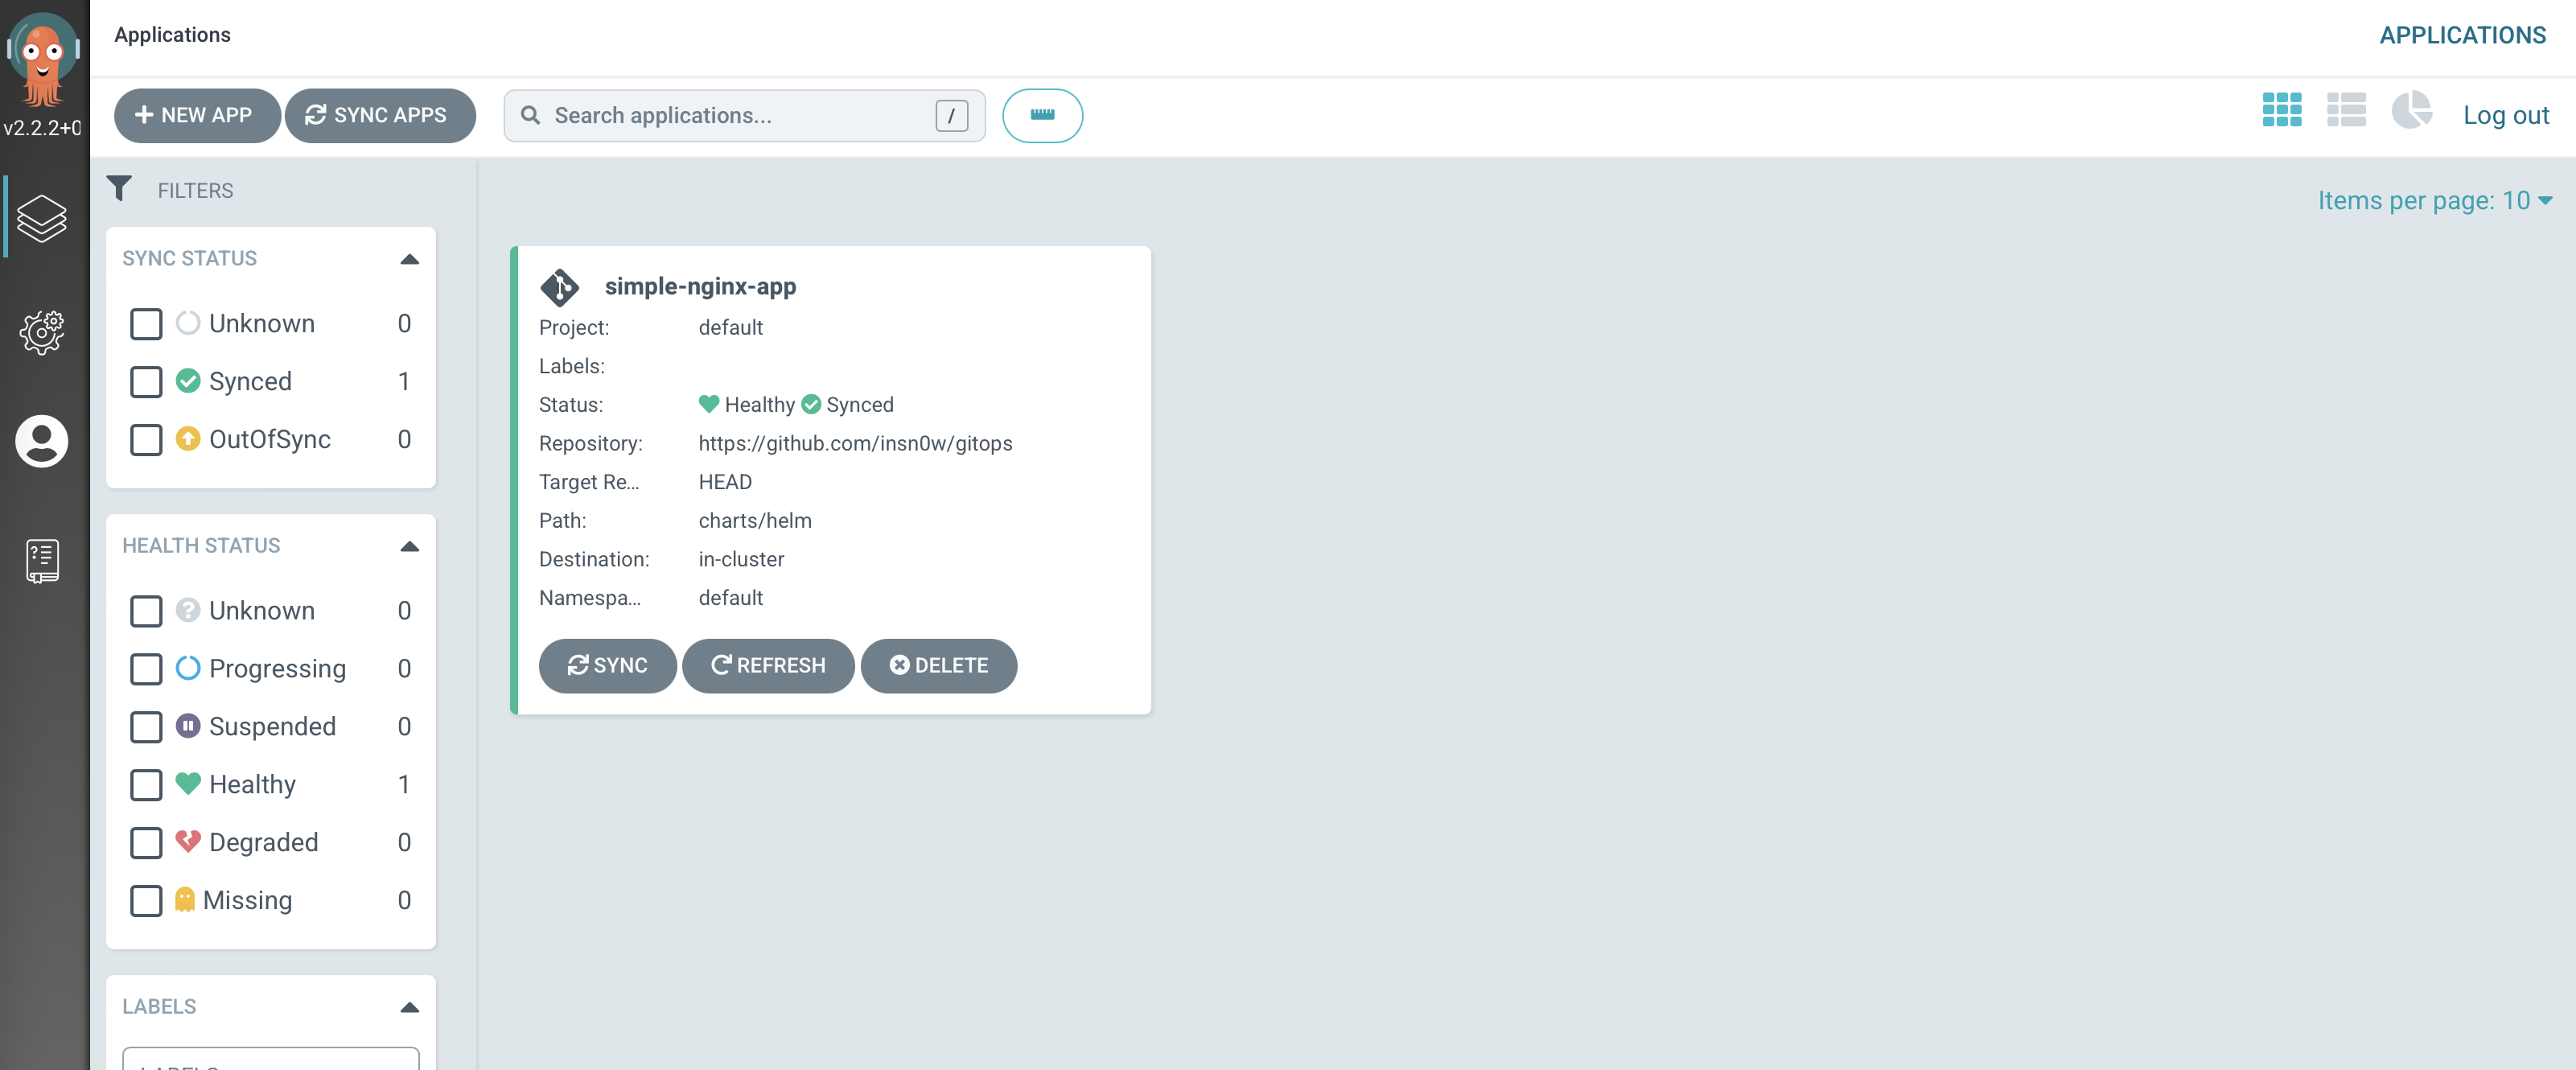 Applications
APPLICATIONS
v2.2.2+0
NEW APP
SYNC APPS
Search applications...
/
Log out
FILTERS
Items per page: 10
SYNC STATUS
Unknown 0
Synced 1
OutOfSync 0
HEALTH STATUS
Unknown 0
Progressing 0
Suspended 0
Healthy 1
Degraded 0
Missing 0
LABELS
LABELS
simple-nginx-app
Project: default
Labels:
Status: Healthy Synced
Repository: https://github.com/insn0w/gitops
Target Re... HEAD
Path: charts/helm
Destination: in-cluster
Namespa... default
SYNC
REFRESH
DELETE